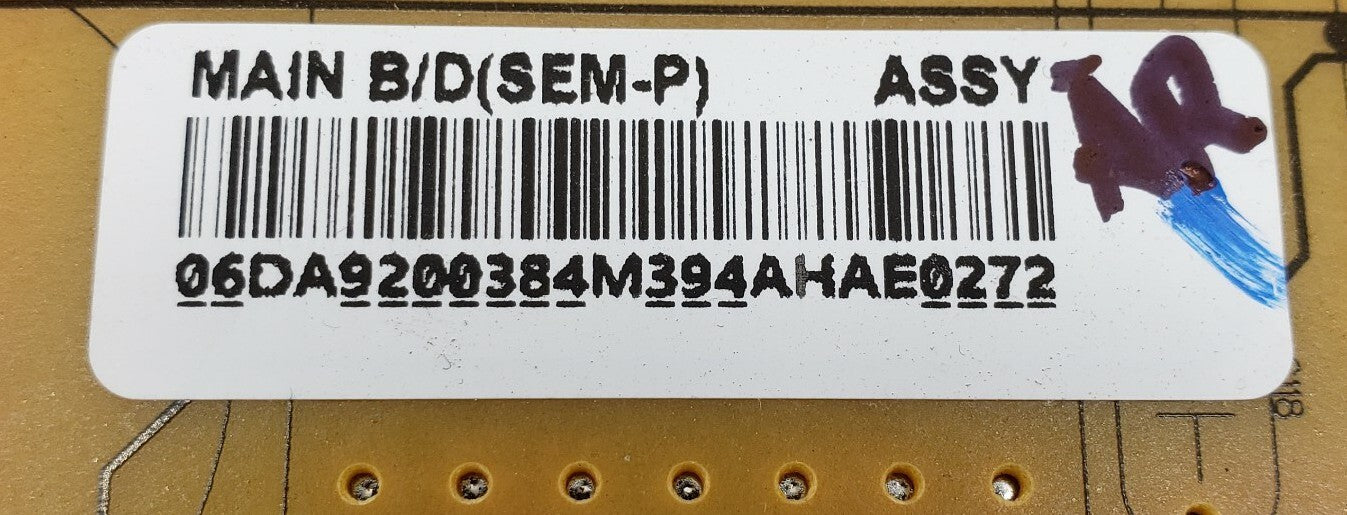 MAIN B/D(SEM-P) ASSY
06DA9200384M394AHAE0272